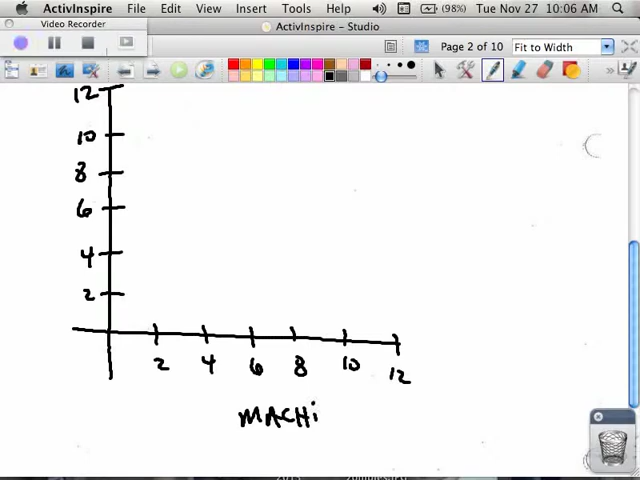 ActivInspire File Edit View Insert Tools Help (98%) Tue Nov 27 10:06 AM
Video Recorder
ActivInspire – Studio
Page 2 of 10 Fit to Width
12
10
8
6
4
2
2 4 6 8 10 12
MACHi